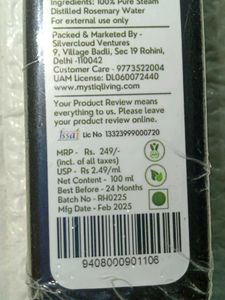 Ingredients: 100% Pure Steam
Distilled Rosemary Water
For external use only
Packed & Marketed By -
Silvercloud Ventures
9, Village Badli, Sec 19 Rohini,
Delhi -110042
Customer Care - 9773522004
UAM License: DL060072440
www.mystiqliving.com
Your Product Review means
everything to us. Please leave
your product review online.
fssai Lic No 13323999000720
MRP - Rs. 249/-
(incl. of all taxes)
USP - Rs 2.49/ml
Net Content - 100 ml
Best Before - 24 Months
Batch No - RH0225
Mfg Date - Feb 2025
9408000901106